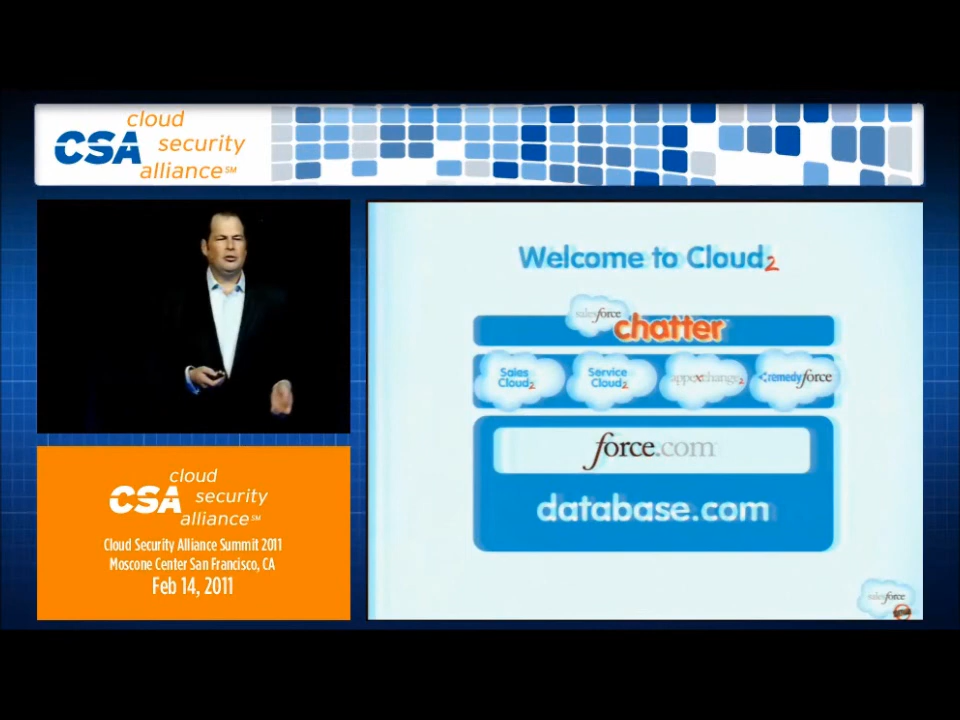 cloud
CSA security
alliance℠
Welcome to Cloud2
salesforce
chatter
Sales
Cloud2
Service
Cloud2
appexchange2
remedyforce
force.com
database.com
salesforce
cloud
CSA security
alliance℠
Cloud Security Alliance Summit 2011
Moscone Center San Francisco, CA
Feb 14, 2011